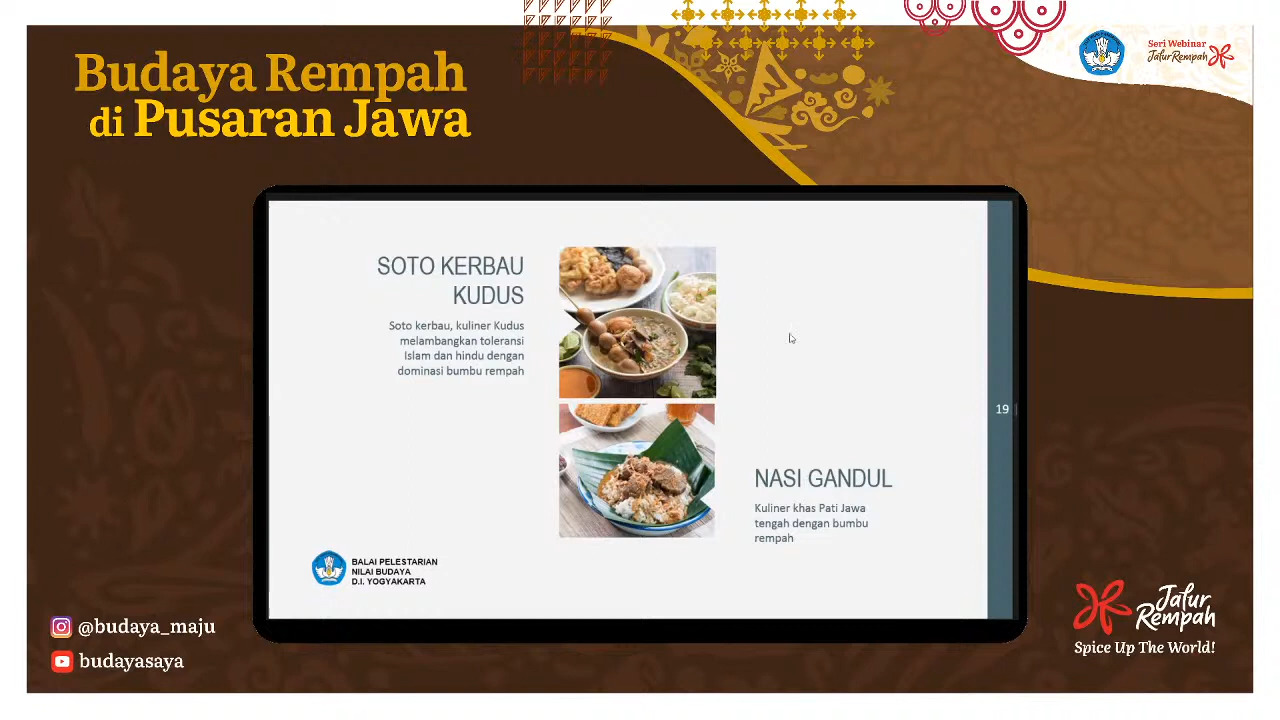 Budaya Rempah
di Pusaran Jawa
Seri Webinar
Jalur Rempah
SOTO KERBAU
KUDUS
Soto kerbau, kuliner Kudus
melambangkan toleransi
Islam dan hindu dengan
dominasi bumbu rempah
19
NASI GANDUL
Kuliner khas Pati Jawa
tengah dengan bumbu
rempah
BALAI PELESTARIAN
NILAI BUDAYA
D.I. YOGYAKARTA
@budaya_maju
budayasaya
Jalur
Rempah
Spice Up The World!